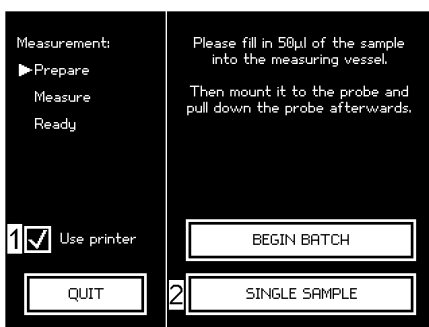 Measurement:
Prepare
Measure
Ready
Please fill in 50µl of the sample
into the measuring vessel.
Then mount it to the probe and
pull down the probe afterwards.
1
Use printer
BEGIN BATCH
QUIT
2
SINGLE SAMPLE